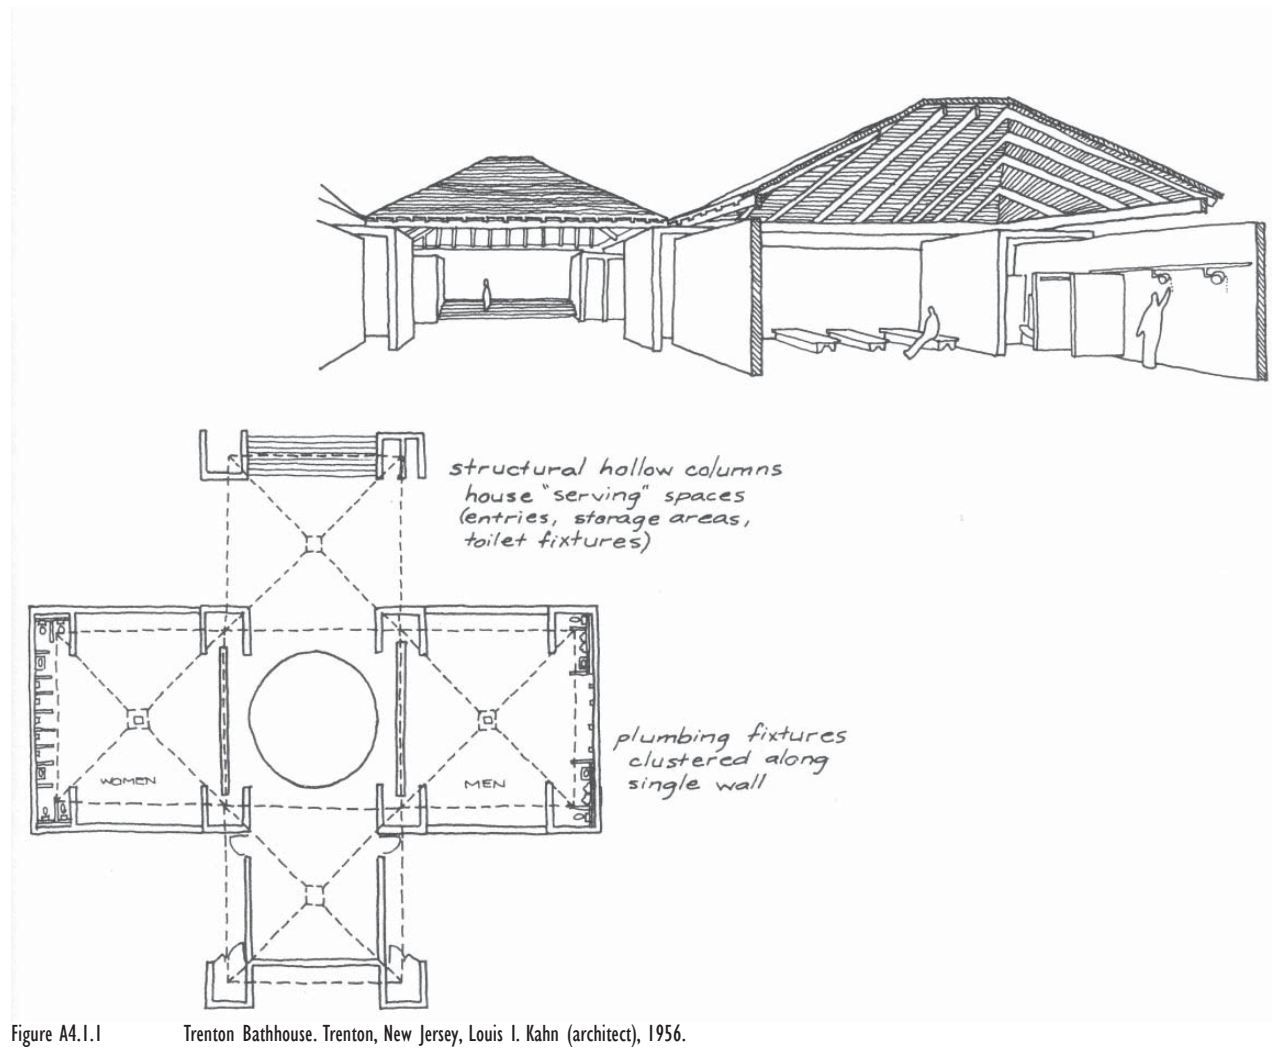 structural hollow columns
house "serving" spaces
(entries, storage areas,
toilet fixtures)
plumbing fixtures
clustered along
single wall
WOMEN
MEN
Figure A4.1.1 Trenton Bathhouse. Trenton, New Jersey, Louis I. Kahn (architect), 1956.